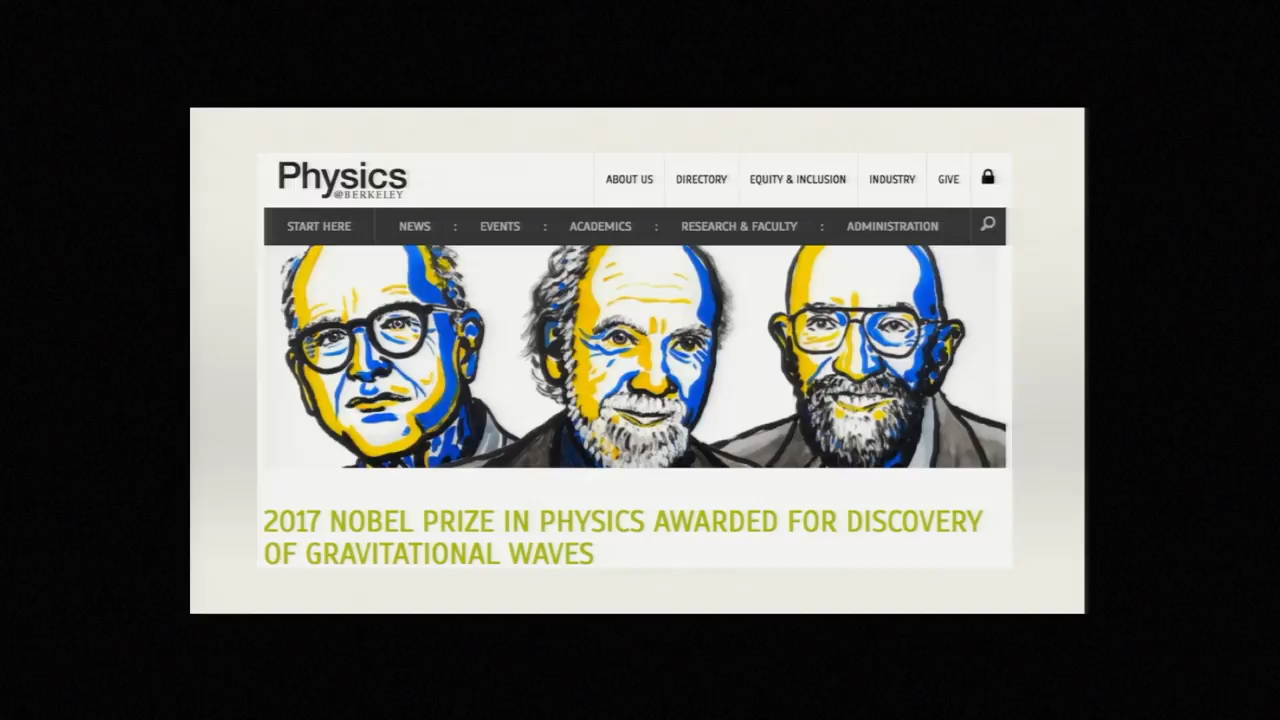 Physics
@BERKELEY
ABOUT US DIRECTORY EQUITY & INCLUSION INDUSTRY GIVE
START HERE NEWS : EVENTS : ACADEMICS : RESEARCH & FACULTY : ADMINISTRATION
2017 NOBEL PRIZE IN PHYSICS AWARDED FOR DISCOVERY
OF GRAVITATIONAL WAVES